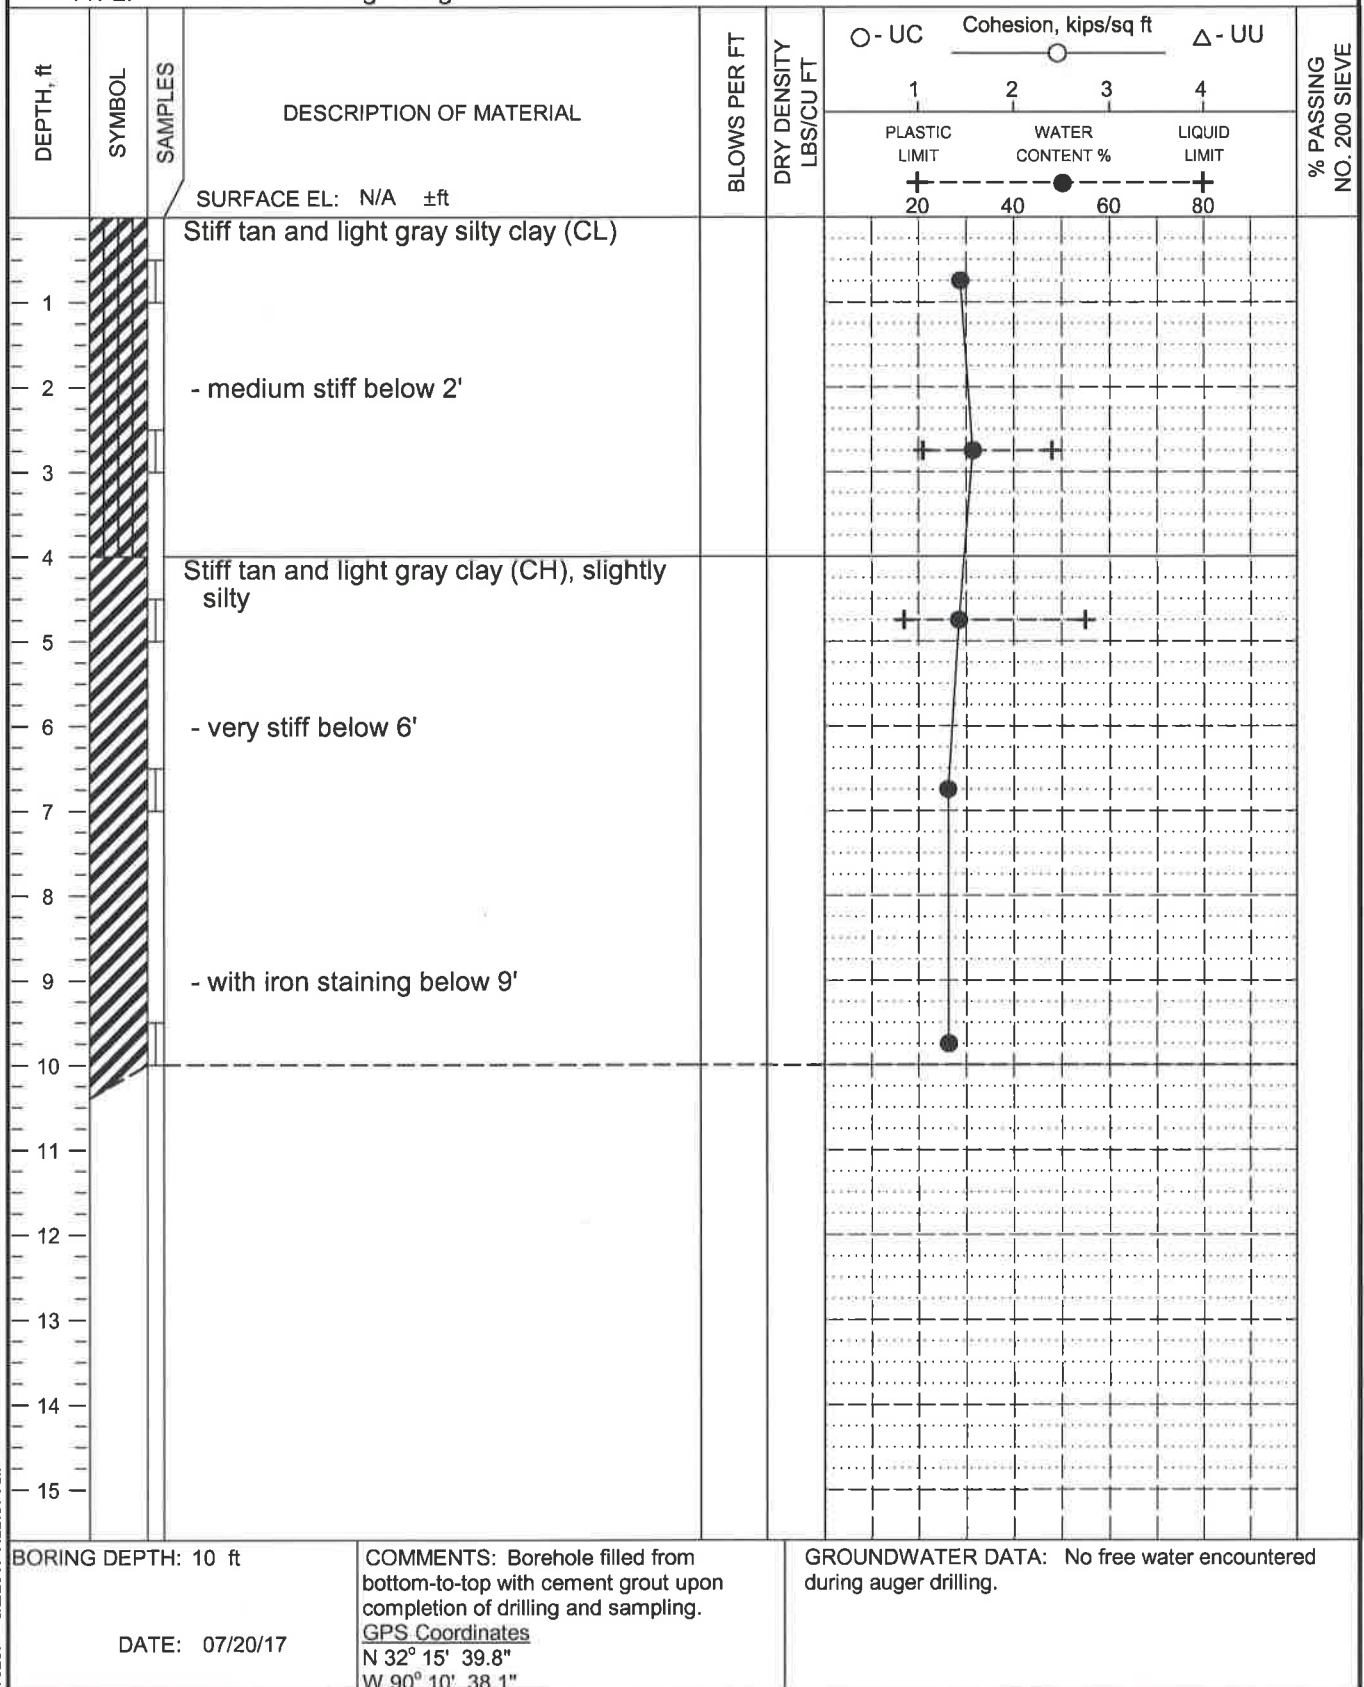 DEPTH, ft
SYMBOL
SAMPLES
DESCRIPTION OF MATERIAL
SURFACE EL: N/A ±ft
BLOWS PER FT
DRY DENSITY
LBS/CU FT
O - UC Cohesion, kips/sq ft Δ - UU
1 2 3 4
PLASTIC LIMIT
WATER CONTENT %
LIQUID LIMIT
20 40 60 80
% PASSING
NO. 200 SIEVE
Stiff tan and light gray silty clay (CL)
1
2
- medium stiff below 2'
3
4
Stiff tan and light gray clay (CH), slightly
silty
5
6
- very stiff below 6'
7
8
9
- with iron staining below 9'
10
11
12
13
14
15
BORING DEPTH: 10 ft
DATE: 07/20/17
COMMENTS: Borehole filled from
bottom-to-top with cement grout upon
completion of drilling and sampling.
GPS Coordinates
N 32° 15' 39.8"
W 90° 10' 38.1"
GROUNDWATER DATA: No free water encountered
during auger drilling.